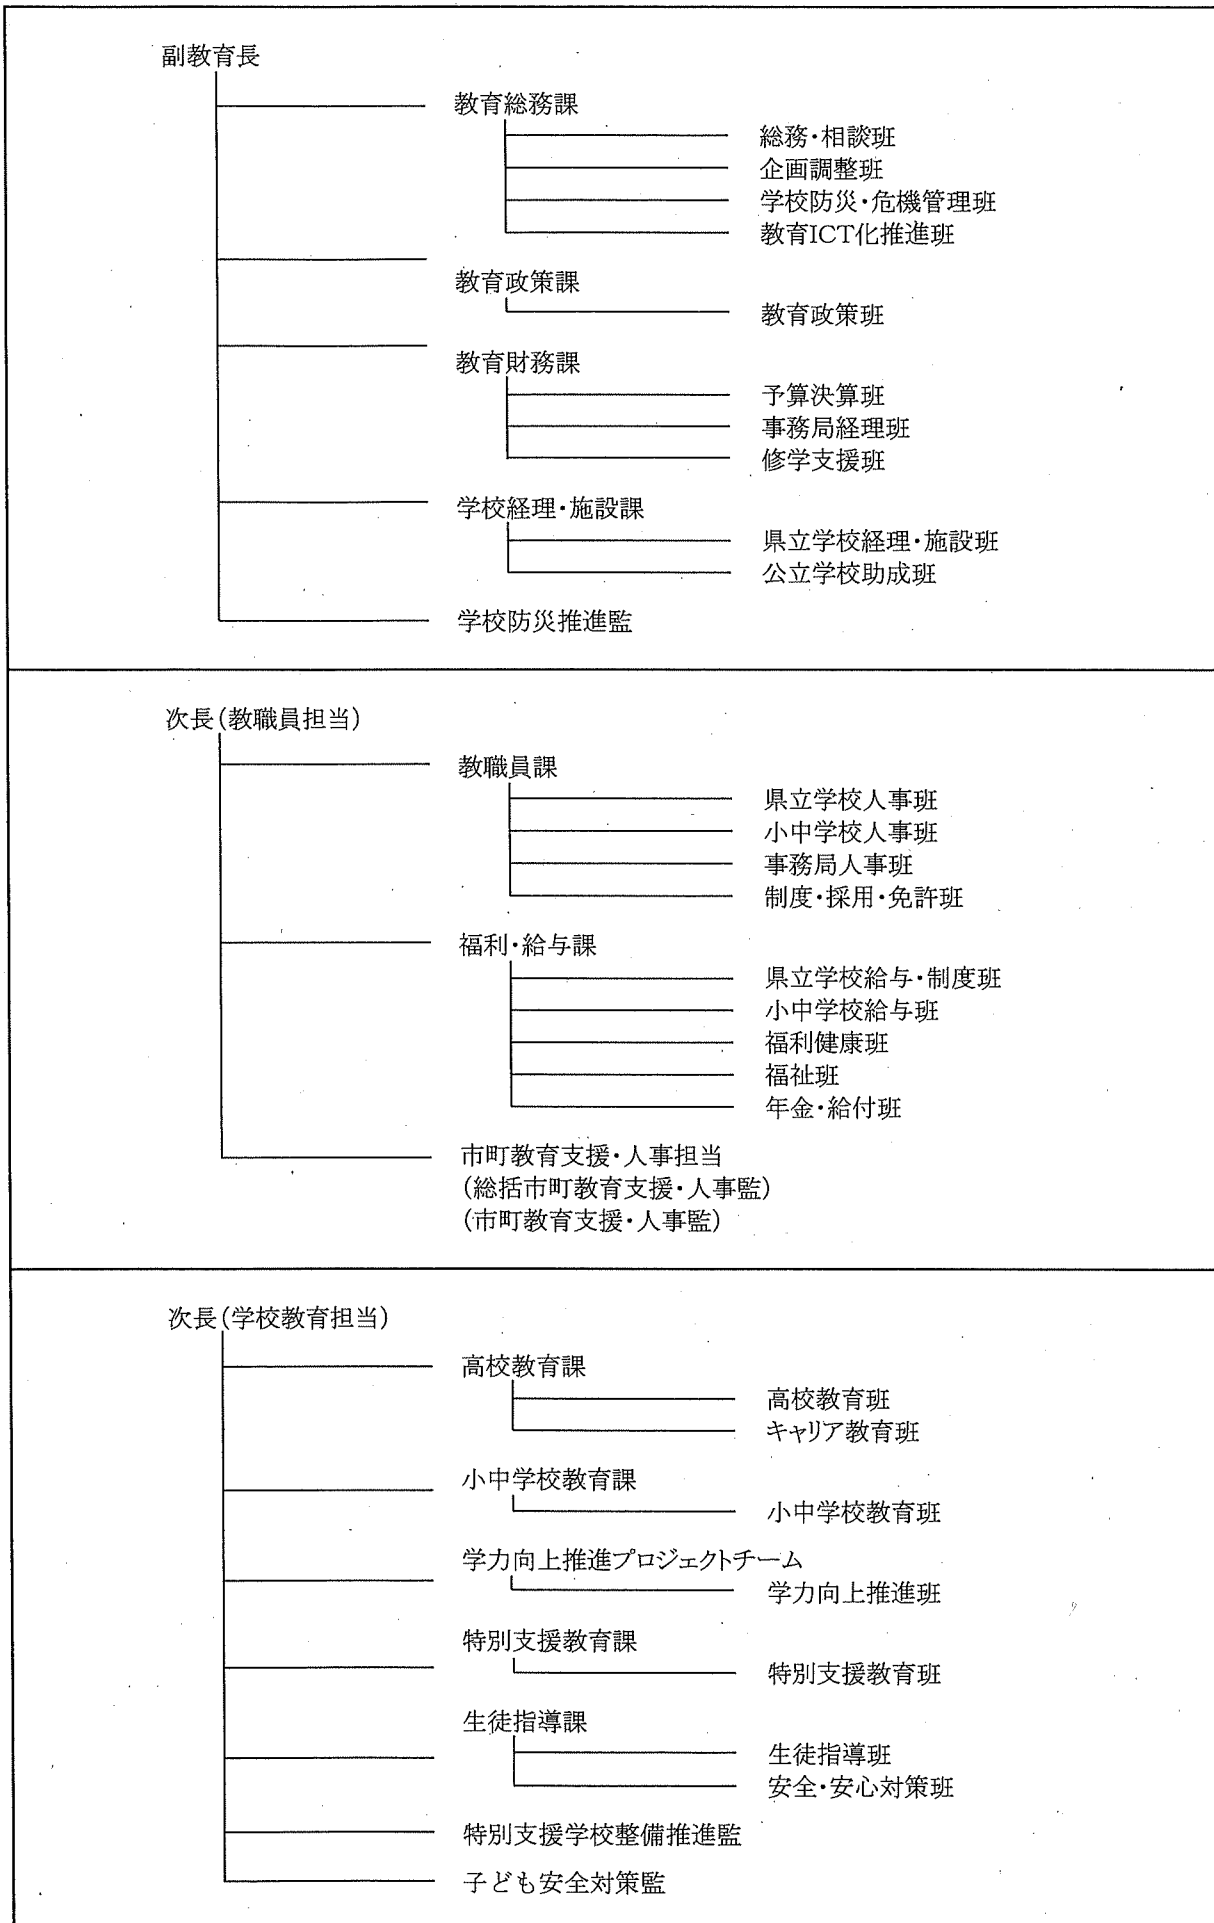 副教育長
教育総務課
総務・相談班
企画調整班
学校防災・危機管理班
教育ICT化推進班
教育政策課
教育政策班
教育財務課
予算決算班
事務局経理班
修学支援班
学校経理・施設課
県立学校経理・施設班
公立学校助成班
学校防災推進監
次長(教職員担当)
教職員課
県立学校人事班
小中学校人事班
事務局人事班
制度・採用・免許班
福利・給与課
県立学校給与・制度班
小中学校給与班
福利健康班
福祉班
年金・給付班
市町教育支援・人事担当
(総括市町教育支援・人事監)
(市町教育支援・人事監)
次長(学校教育担当)
高校教育課
高校教育班
キャリア教育班
小中学校教育課
小中学校教育班
学力向上推進プロジェクトチーム
学力向上推進班
特別支援教育課
特別支援教育班
生徒指導課
生徒指導班
安全・安心対策班
特別支援学校整備推進監
子ども安全対策監